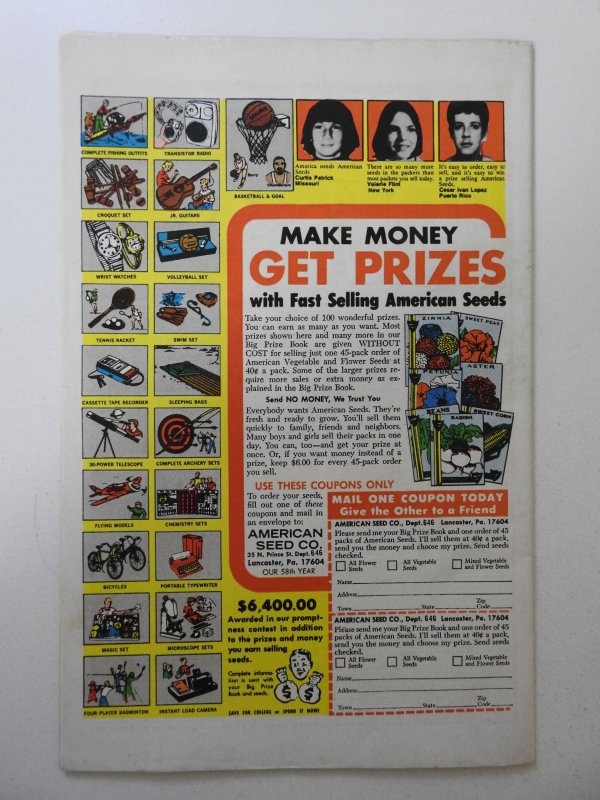 COMPLETE FISHING OUTFITS
TRANSISTOR RADIO
CROQUET SET
JR. GUITARS
WRIST WATCHES
VOLLEYBALL SET
TENNIS RACKET
SWIM SET
CASSETTE TAPE RECORDER
SLEEPING BAGS
30-POWER TELESCOPE
COMPLETE ARCHERY SETS
FLYING MODELS
CHEMISTRY SETS
BICYCLES
PORTABLE TYPEWRITER
MAGIC SET
MICROSCOPE SETS
FOUR PLAYER BADMINTON
INSTANT LOAD CAMERA
BASKETBALL & GOAL
America needs American
Seeds
Curtis Patrick
Missouri
There are so many more
seeds in the packets than
most packets you sell today.
Valerie Flint
New York
It's easy to order, easy to
sell, and it's easy to win
a prize selling American
Seeds.
Cesar Ivan Lopez
Puerto Rico
MAKE MONEY
GET PRIZES
with Fast Selling American Seeds
Take your choice of 100 wonderful prizes.
You can earn as many as you want. Most
prizes shown here and many more in our
Big Prize Book are given WITHOUT
COST for selling just one 45-pack order of
American Vegetable and Flower Seeds at
40¢ a pack. Some of the larger prizes re-
quire more sales or extra money as ex-
plained in the Big Prize Book.
Send NO MONEY, We Trust You
Everybody wants American Seeds. They're
fresh and ready to grow. You'll sell them
quickly to family, friends and neighbors.
Many boys and girls sell their packs in one
day. You can, too—and get your prize at
once. Or, if you want money instead of a
prize, keep $6.00 for every 45-pack order
you sell.
ZINNIA
SWEET PEAS
PETUNIA
ASTER
BEANS
RADISH
SWEET CORN
USE THESE COUPONS ONLY
To order your seeds,
fill out one of these
coupons and mail in
an envelope to:
AMERICAN
SEED CO.
35 N. Prince St. Dept. 646
Lancaster, Pa. 17604
OUR 58th YEAR
$6,400.00
Awarded in our prompt-
ness contest in addition
to the prizes and money
you earn selling
seeds.
Complete informa-
tion is sent with
your Big Prize
Book and seeds.
SAVE FOR COLLEGE or SPEND IT NOW!
MAIL ONE COUPON TODAY
Give the Other to a Friend
AMERICAN SEED CO., Dept. 646 Lancaster, Pa. 17604
Please send me your Big Prize Book and one order of 45
packs of American Seeds. I'll sell them at 40¢ a pack,
send you the money and choose my prize. Send seeds
checked.
All Flower Seeds
All Vegetable Seeds
Mixed Vegetable and Flower Seeds
Name
Address
Town State Zip Code
AMERICAN SEED CO., Dept. 646 Lancaster, Pa. 17604
Please send me your Big Prize Book and one order of 45
packs of American Seeds. I'll sell them at 40¢ a pack,
send you the money and choose my prize. Send seeds
checked.
All Flower Seeds
All Vegetable Seeds
Mixed Vegetable and Flower Seeds
Name
Address
Town State Zip Code